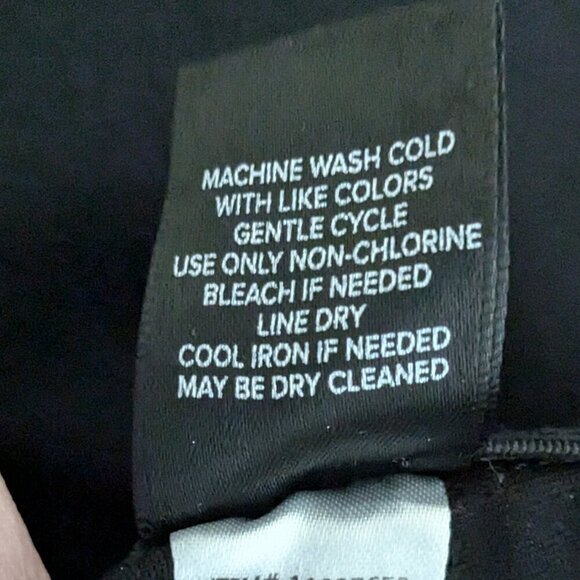 MACHINE WASH COLD
WITH LIKE COLORS
GENTLE CYCLE
USE ONLY NON-CHLORINE
BLEACH IF NEEDED
LINE DRY
COOL IRON IF NEEDED
MAY BE DRY CLEANED